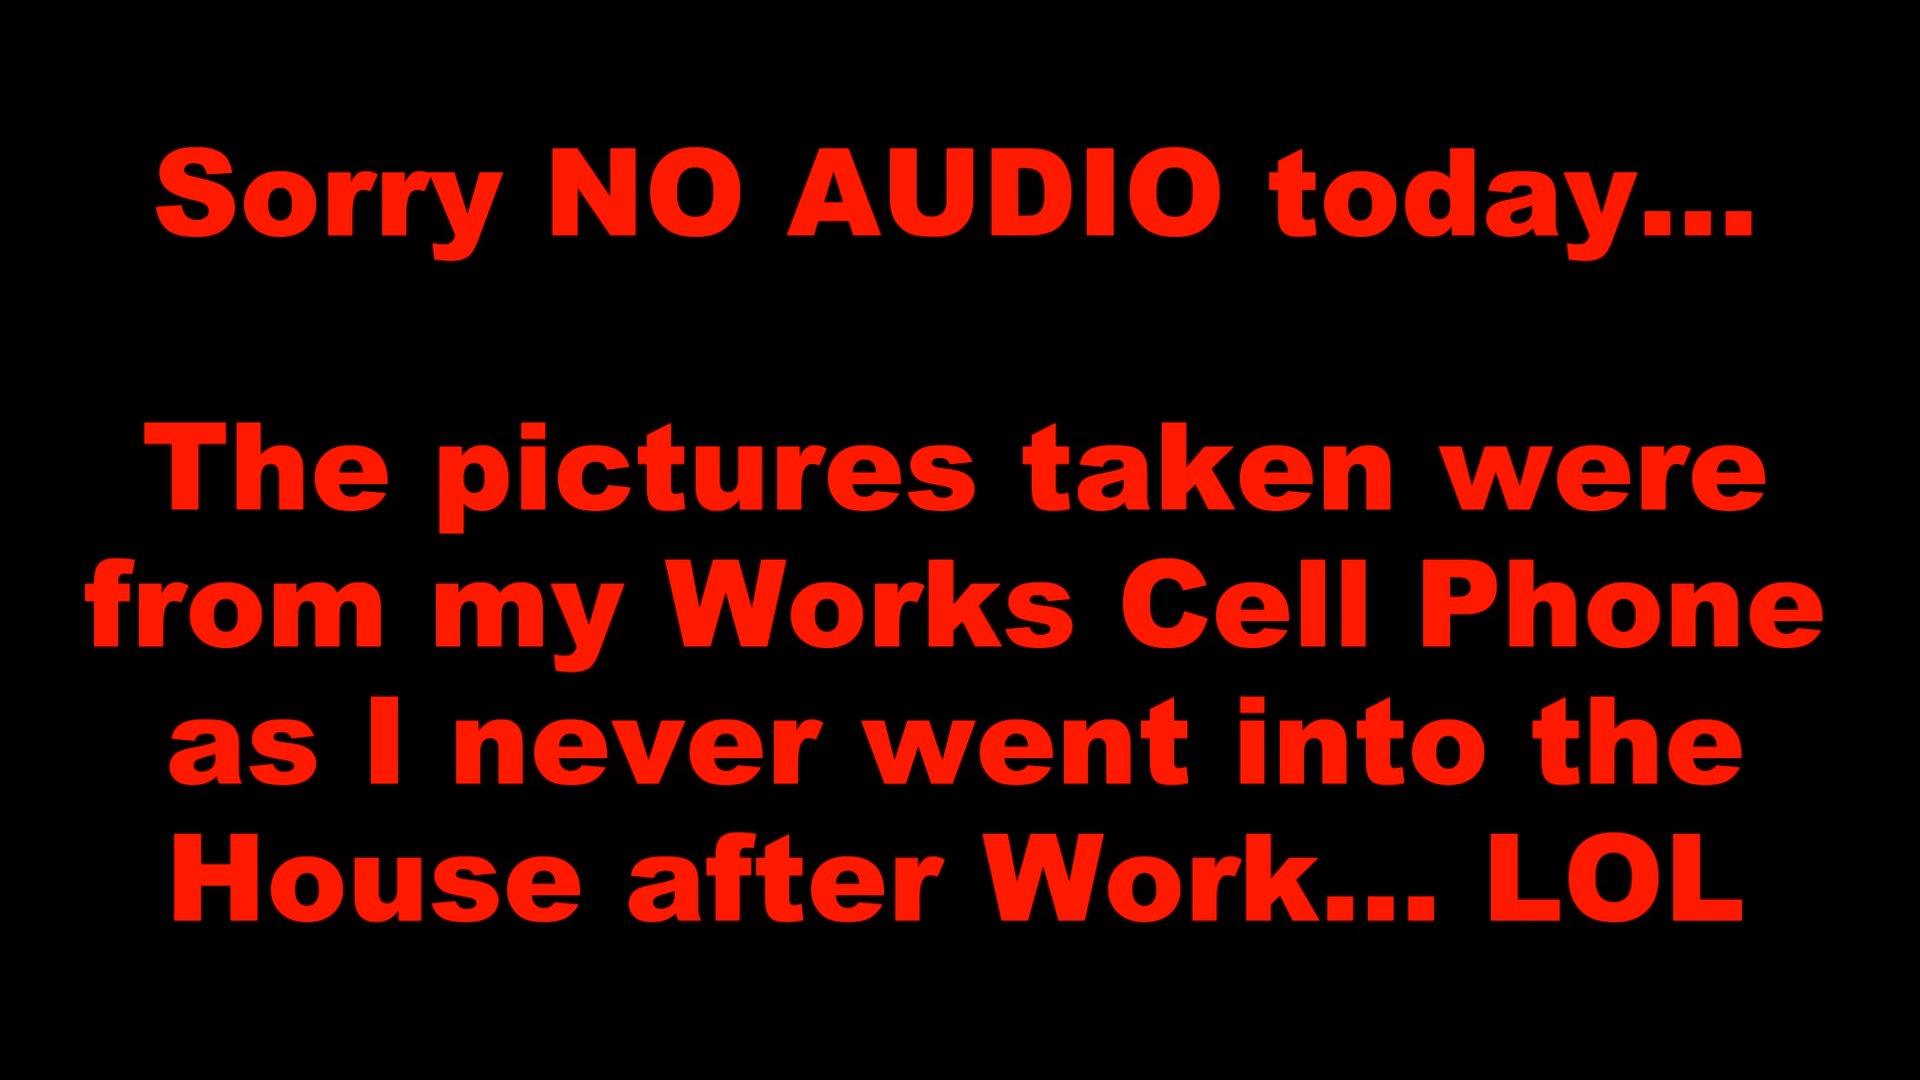 Sorry NO AUDIO today...
The pictures taken were
from my Works Cell Phone
as I never went into the
House after Work... LOL